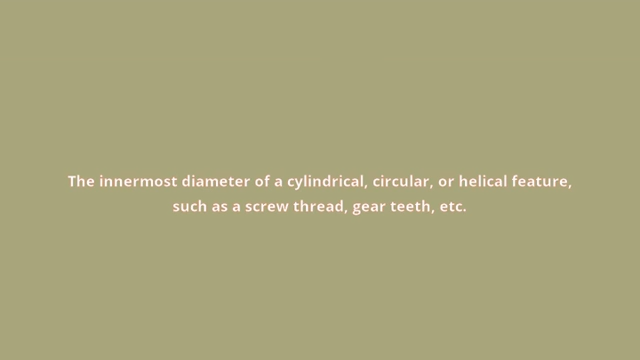 The innermost diameter of a cylindrical, circular, or helical feature,
such as a screw thread, gear teeth, etc.